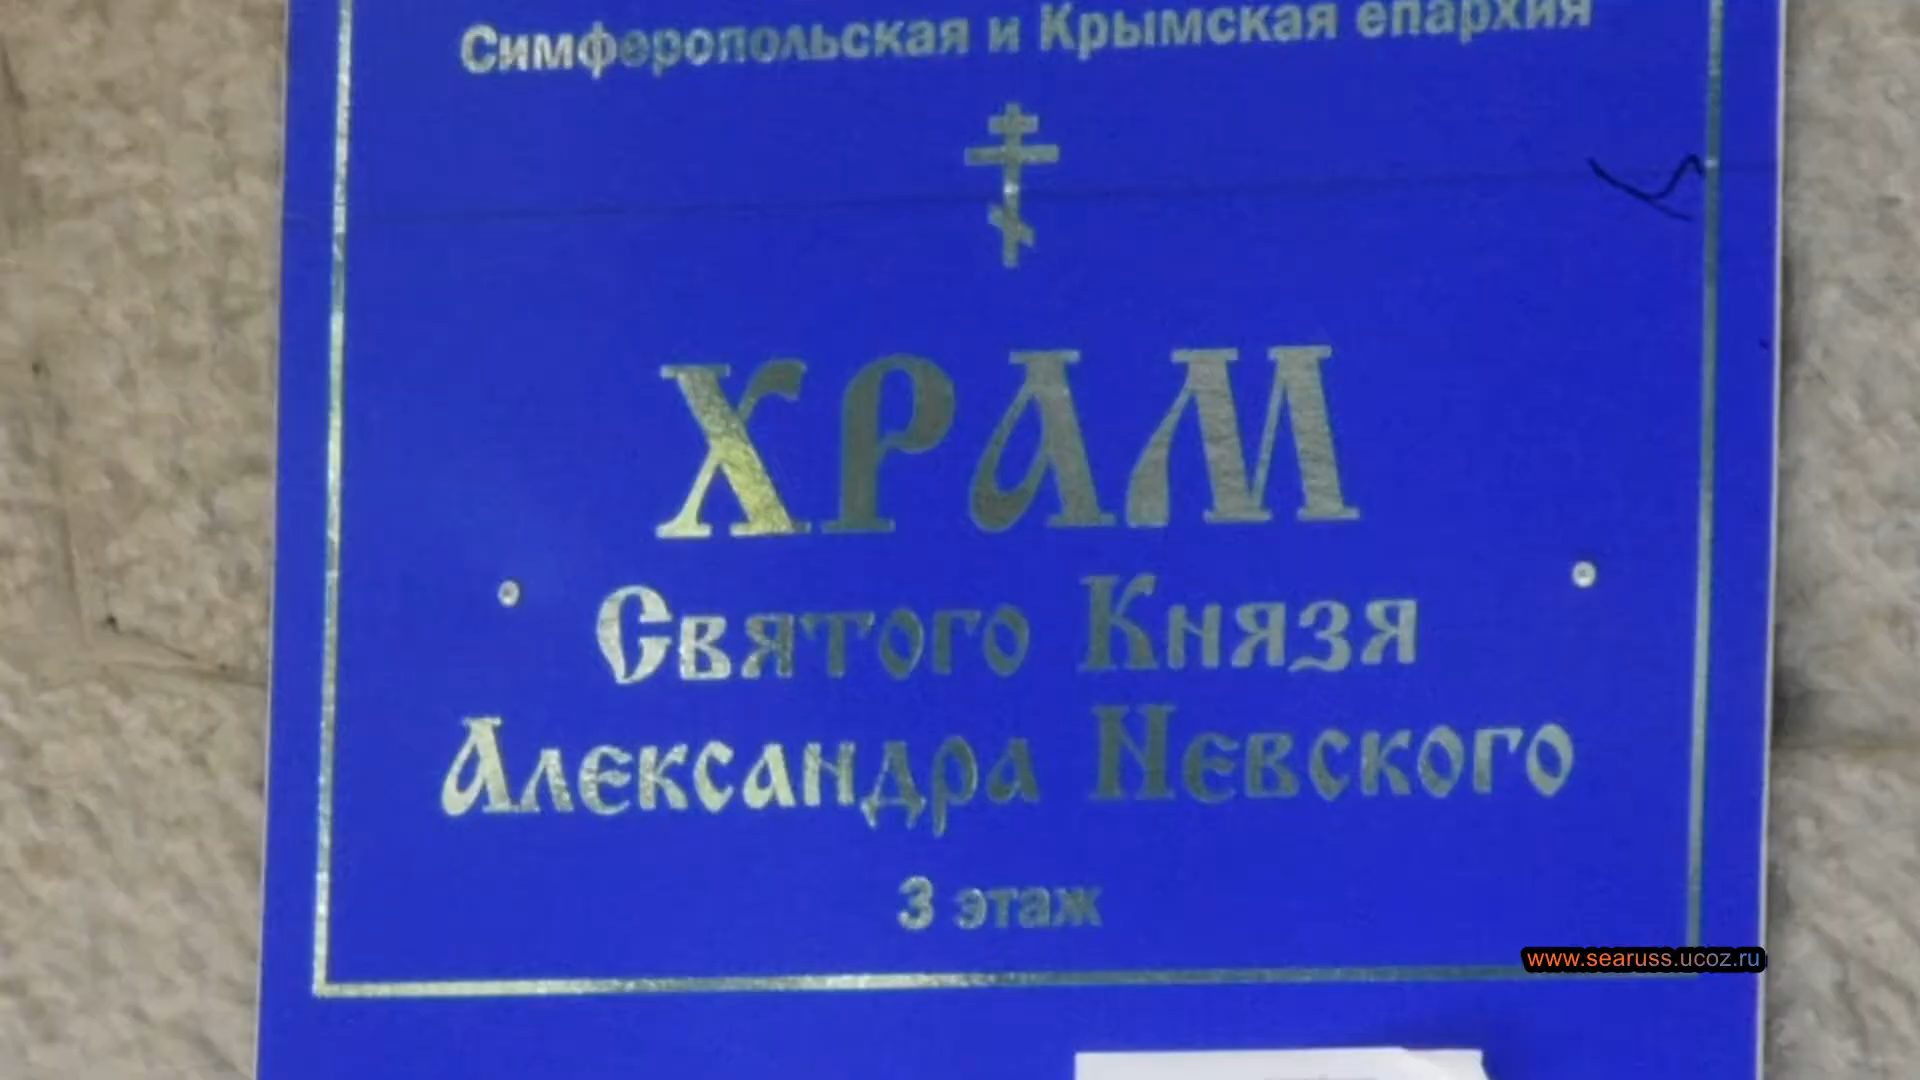 Симферопольская и Крымская епархия
ХРАМ
Святого Князя
Александра Невского
3 этаж
www.searuss.ucoz.ru